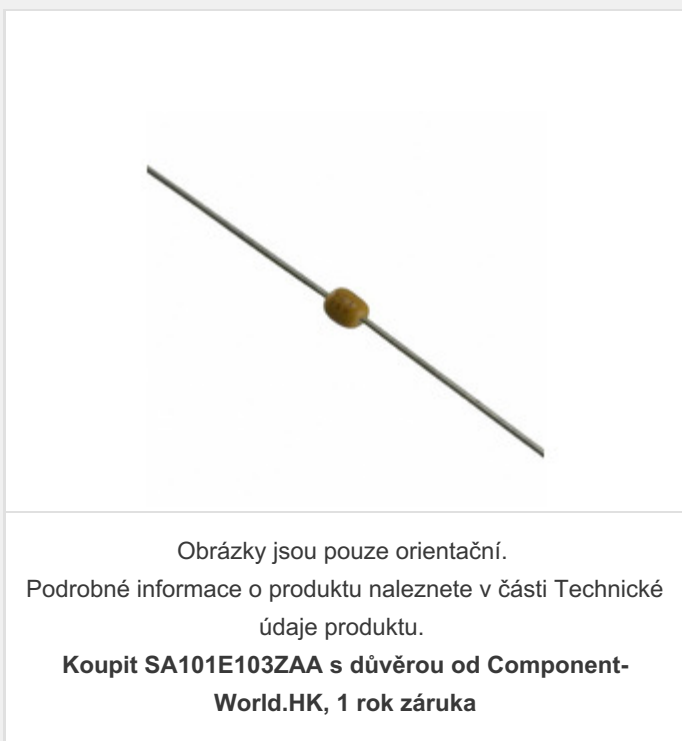 Obrázky jsou pouze orientační.
Podrobné informace o produktu naleznete v části Technické
údaje produktu.
Koupit SA101E103ZAA s důvěrou od Component-
World.HK, 1 rok záruka